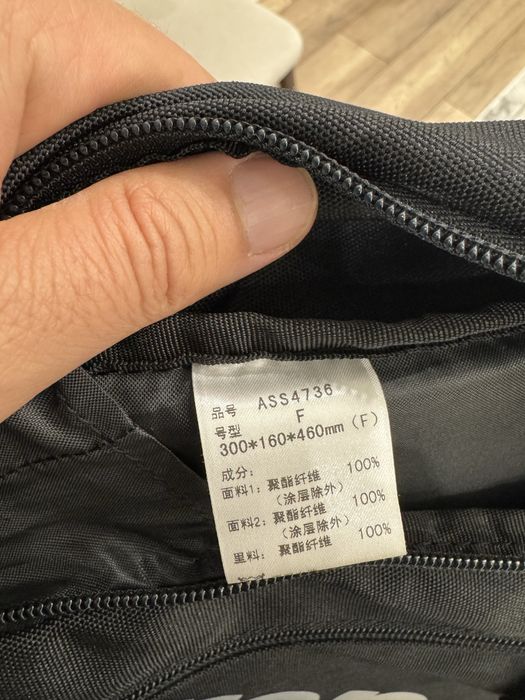 品号 ASS4736
号型 F
300*160*460mm（F）
成分：
面料1：聚酯纤维 100%
（涂层除外）
面料2：聚酯纤维 100%
（涂层除外）
里料：聚酯纤维 100%